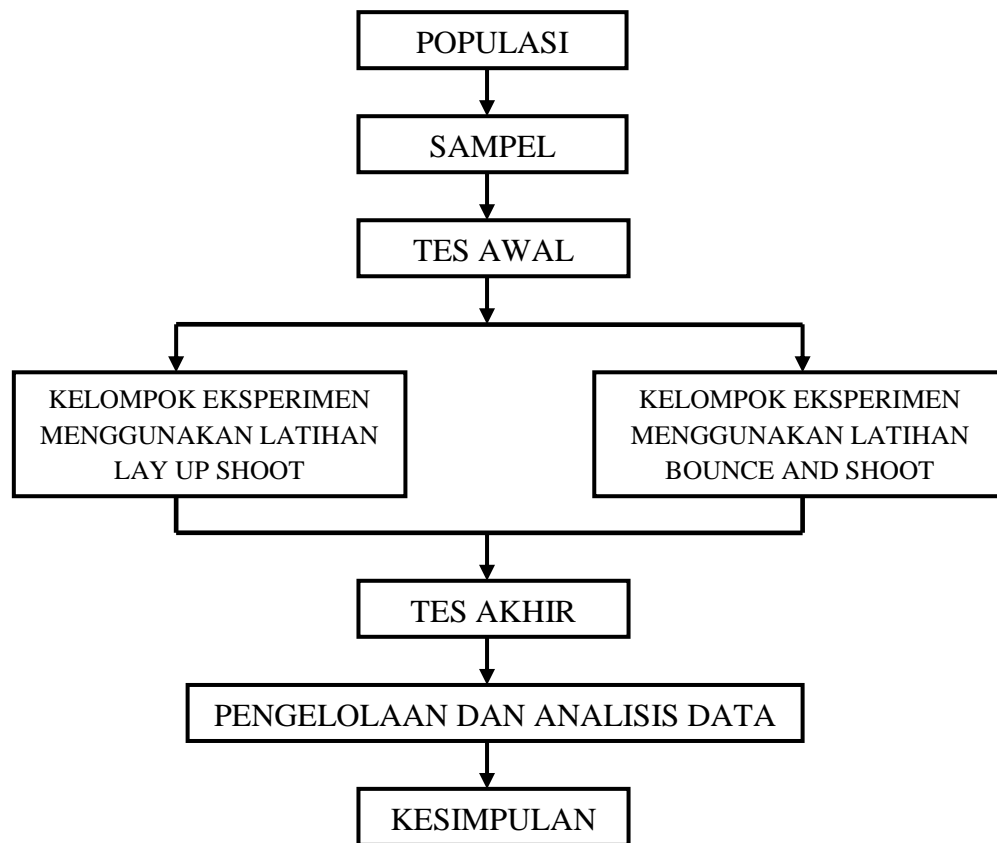 POPULASI
SAMPEL
TES AWAL
KELOMPOK EKSPERIMEN
MENGGUNAKAN LATIHAN
LAY UP SHOOT
KELOMPOK EKSPERIMEN
MENGGUNAKAN LATIHAN
BOUNCE AND SHOOT
TES AKHIR
PENGELOLAAN DAN ANALISIS DATA
KESIMPULAN